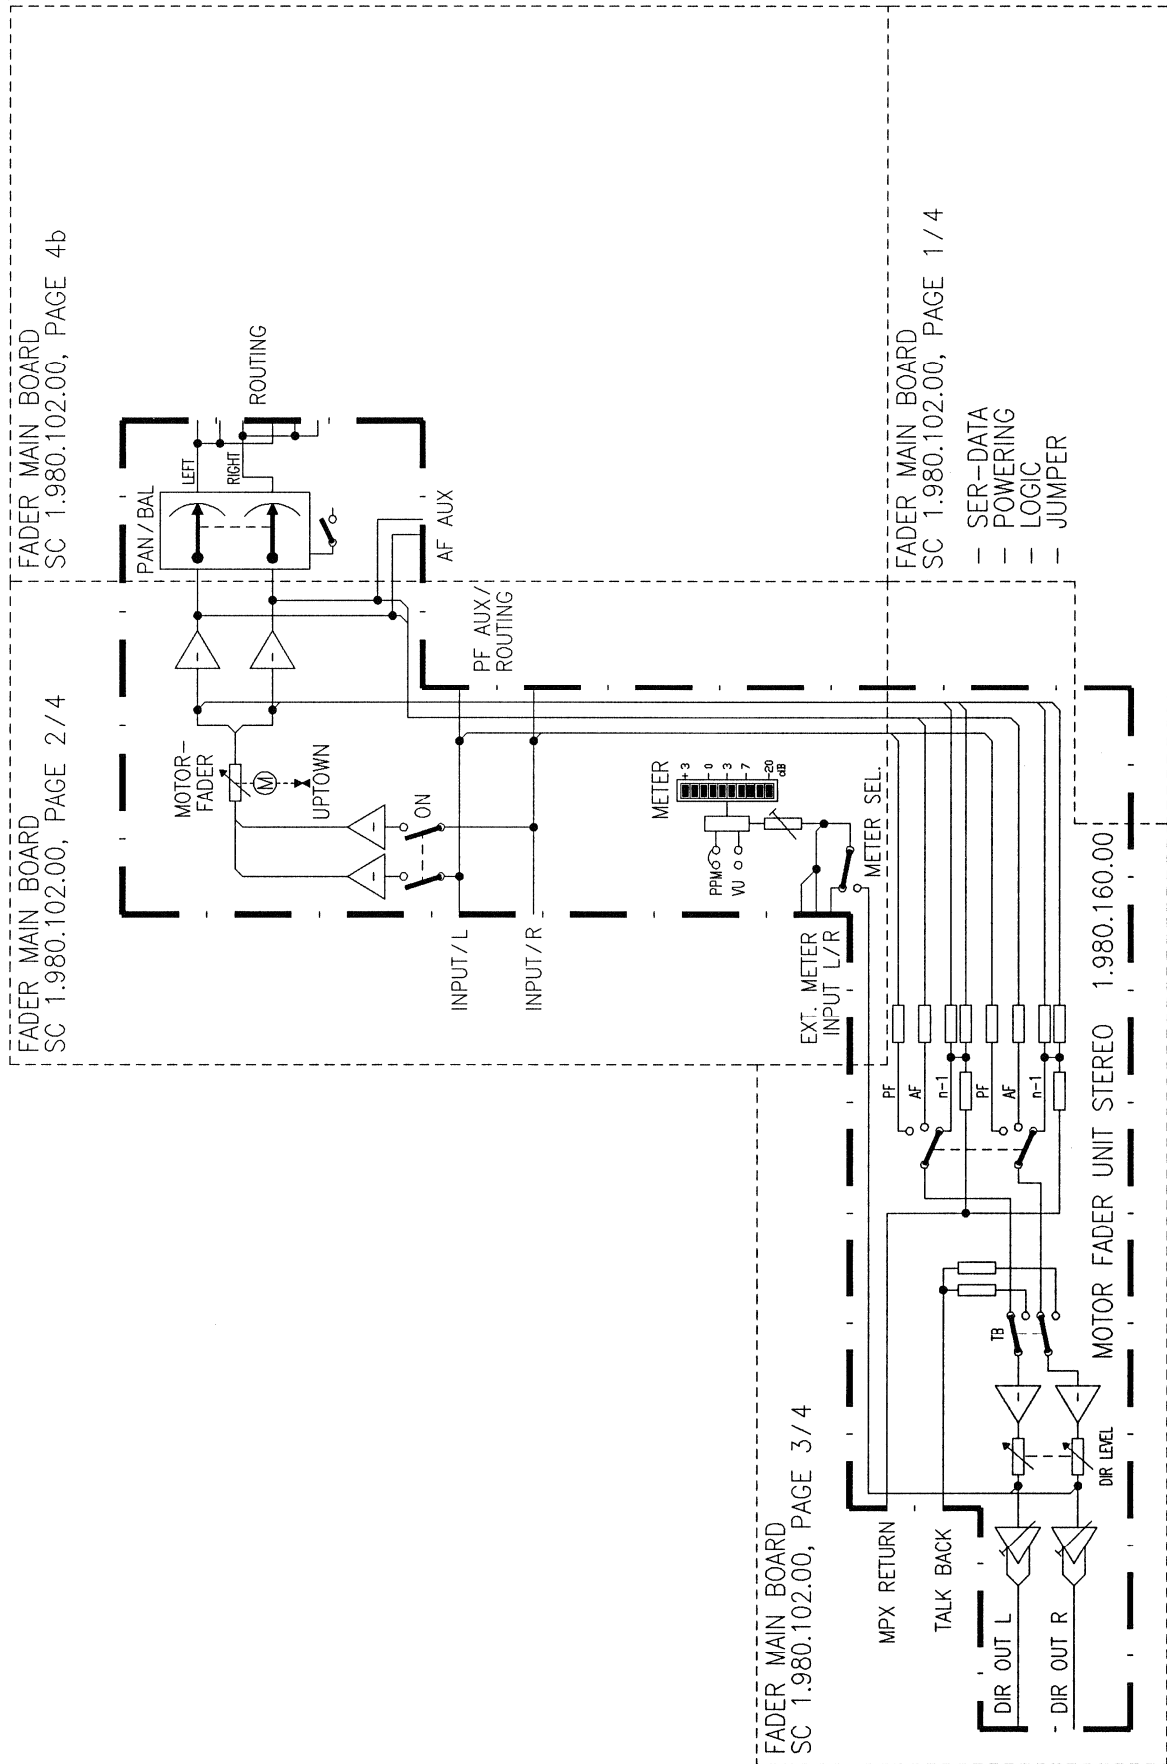 FADER MAIN BOARD
SC 1.980.102.00, PAGE 2/4
FADER MAIN BOARD
SC 1.980.102.00, PAGE 4b
MOTOR-
FADER
M
UPTOWN
ON
PAN/BAL
LEFT
RIGHT
ROUTING
AF AUX
PF AUX/
ROUTING
INPUT/L
INPUT/R
METER
+3
0
3
7
20
dB
PPM
VU
METER SEL.
EXT. METER
INPUT L/R
FADER MAIN BOARD
SC 1.980.102.00, PAGE 1/4
- SER-DATA
- POWERING
- LOGIC
- JUMPER
FADER MAIN BOARD
SC 1.980.102.00, PAGE 3/4
MPX RETURN
TALK BACK
DIR OUT L
DIR OUT R
DIR LEVEL
TB
PF
AF
n-1
PF
AF
n-1
MOTOR FADER UNIT STEREO 1.980.160.00